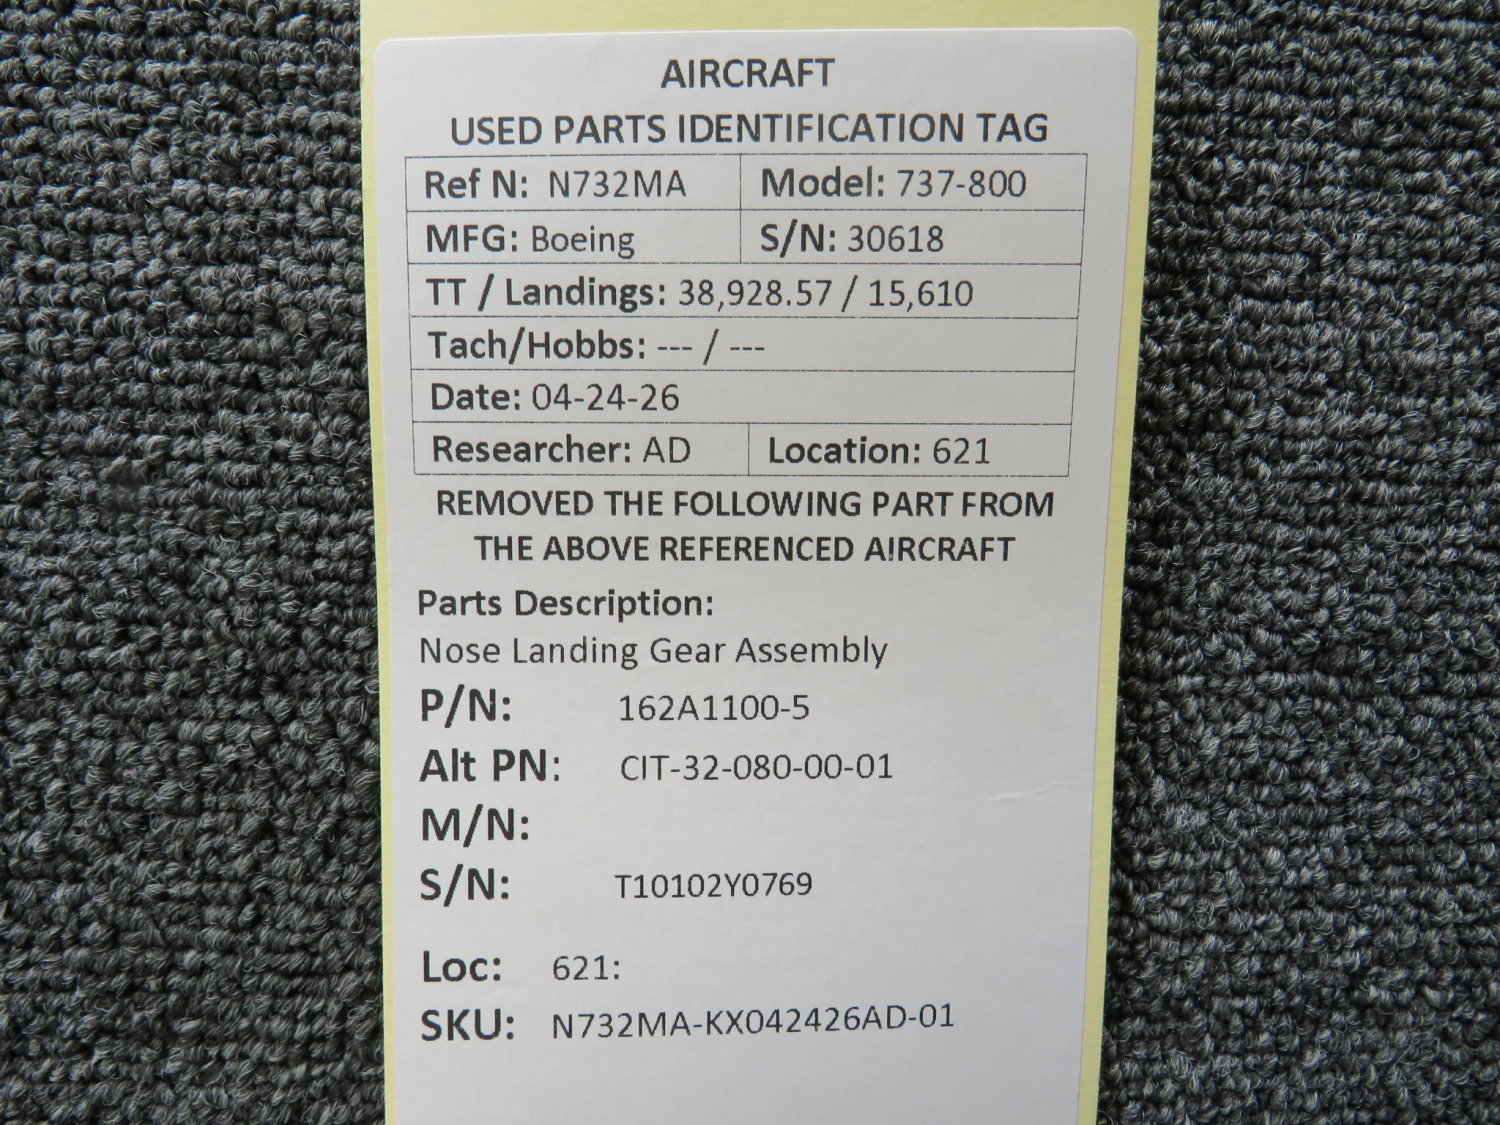 AIRCRAFT
USED PARTS IDENTIFICATION TAG
Ref N: N732MA Model: 737-800
MFG: Boeing S/N: 30618
TT / Landings: 38,928.57 / 15,610
Tach/Hobbs: --- / ---
Date: 04-24-26
Researcher: AD Location: 621
REMOVED THE FOLLOWING PART FROM
THE ABOVE REFERENCED AIRCRAFT
Parts Description:
Nose Landing Gear Assembly
P/N: 162A1100-5
Alt PN: CIT-32-080-00-01
M/N:
S/N: T10102Y0769
Loc: 621:
SKU: N732MA-KX042426AD-01